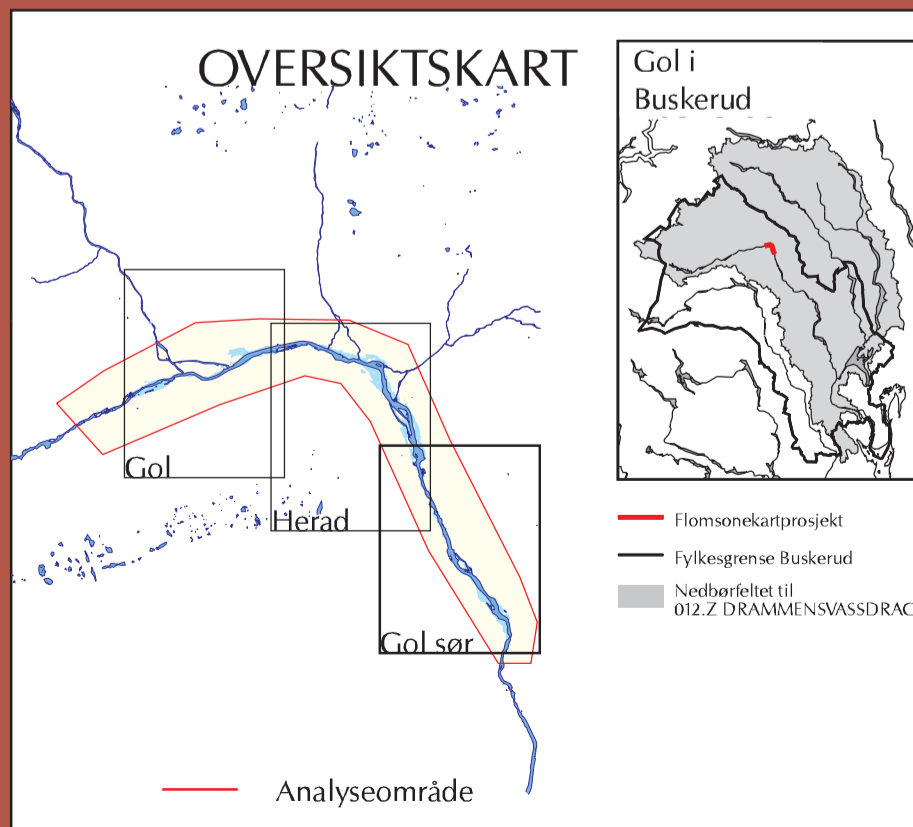 OVERSIKTSKART
Gol
Herad
Gol sør
Analyseområde
Gol i
Buskerud
Flomsonekartprosjekt
Fylkesgrense Buskerud
Nedbørfeltet til
012.Z DRAMMENSVASSDRAG